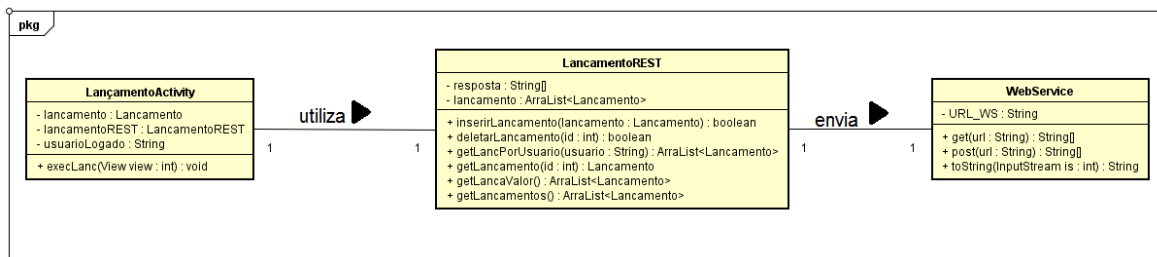 pkg
LançamentoActivity
- lancamento : Lancamento
- lancamentoREST : LancamentoREST
- usuarioLogado : String
+ execLanc(View view : int) : void
utiliza
1
1
LancamentoREST
- resposta : String[]
- lancamento : ArraList<Lancamento>
+ inserirLancamento(lancamento : Lancamento) : boolean
+ deletarLancamento(id : int) : boolean
+ getLancPorUsuario(usuario : String) : ArraList<Lancamento>
+ getLancamento(id : int) : Lancamento
+ getLancaValor() : ArraList<Lancamento>
+ getLancamentos() : ArraList<Lancamento>
envia
1
1
WebService
- URL_WS : String
+ get(url : String) : String[]
+ post(url : String) : String[]
+ toString(InputStream is : int) : String